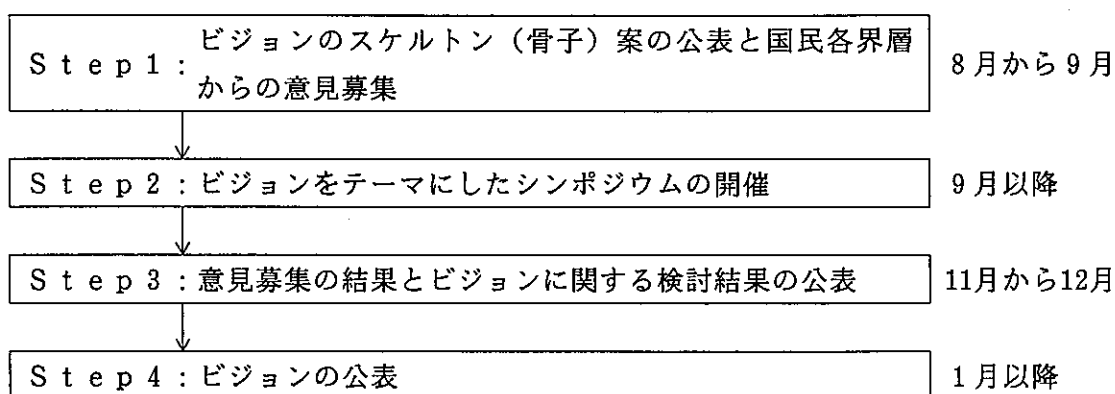 Step1：ビジョンのスケルトン（骨子）案の公表と国民各界層
からの意見募集
8月から9月
Step2：ビジョンをテーマにしたシンポジウムの開催
9月以降
Step3：意見募集の結果とビジョンに関する検討結果の公表
11月から12月
Step4：ビジョンの公表
1月以降